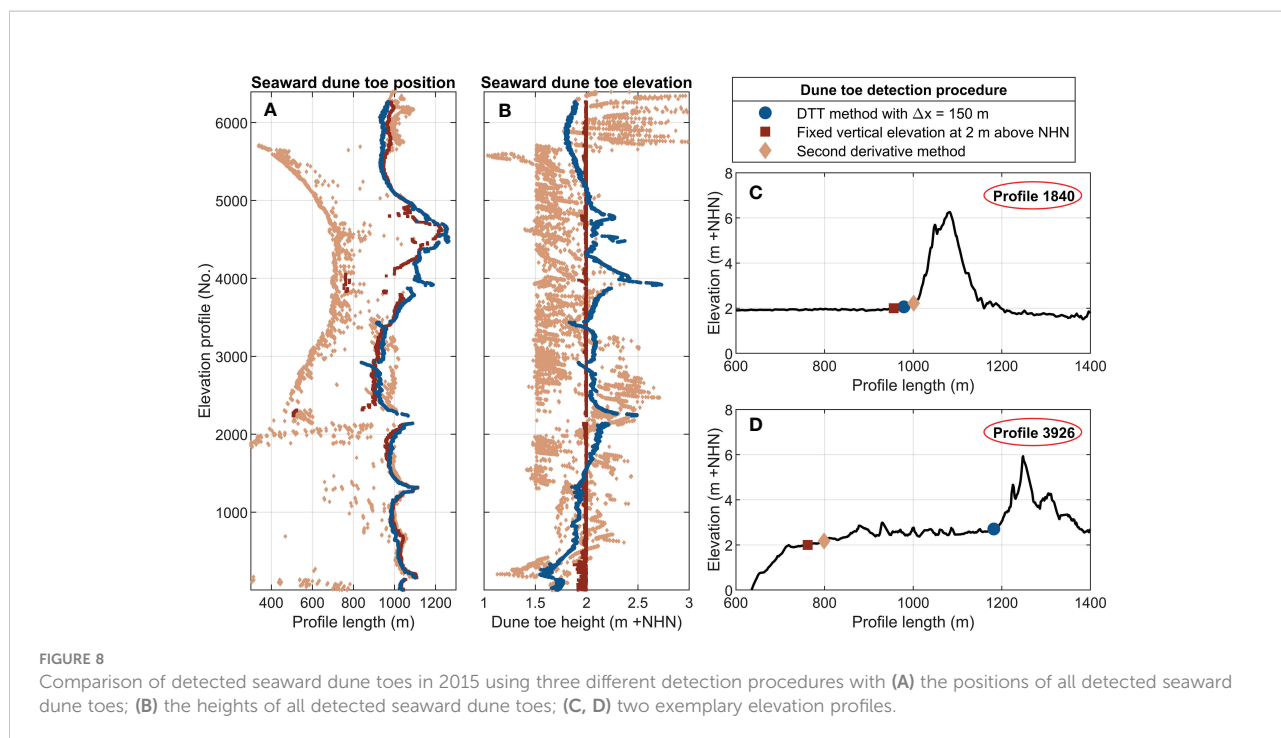 Seaward dune toe position
A
Elevation profile (No.)
6000
5000
4000
3000
2000
1000
400 600 800 1000 1200
Profile length (m)
Seaward dune toe elevation
B
1 1.5 2 2.5 3
Dune toe height (m +NHN)
Dune toe detection procedure
DTT method with Δx = 150 m
Fixed vertical elevation at 2 m above NHN
Second derivative method
C
Profile 1840
Elevation (m +NHN)
8
6
4
2
0
600 800 1000 1200 1400
Profile length (m)
D
Profile 3926
Elevation (m +NHN)
8
6
4
2
0
600 800 1000 1200 1400
Profile length (m)
FIGURE 8
Comparison of detected seaward dune toes in 2015 using three different detection procedures with (A) the positions of all detected seaward
dune toes; (B) the heights of all detected seaward dune toes; (C, D) two exemplary elevation profiles.